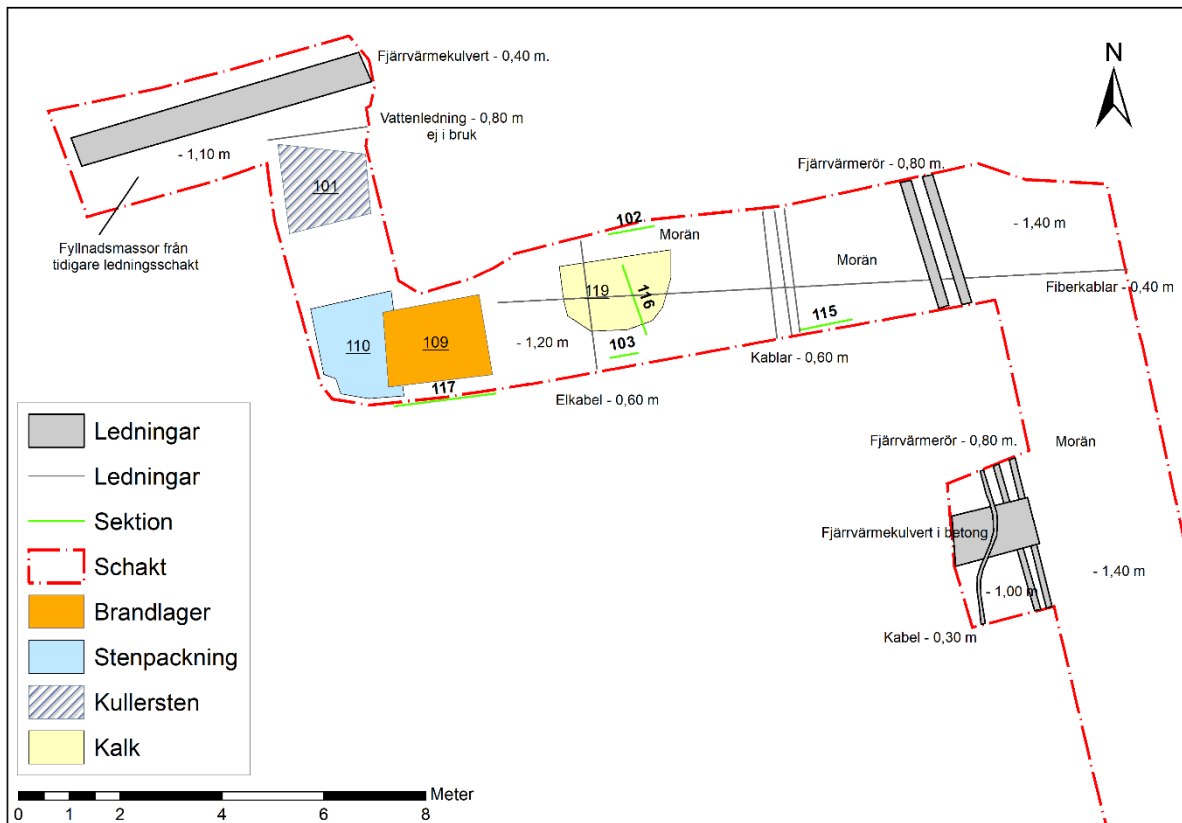 Fjärrvärmekulvert - 0,40 m.
N
Vattenledning - 0,80 m
ej i bruk
- 1,10 m
Fjärrvärmerör - 0,80 m.
101
102
Morän
- 1,40 m
Fyllnadsmassor från
tidigare ledningsschakt
Morän
119
116
Fiberkablar - 0,40 m
115
110
109
- 1,20 m
103
Kablar - 0,60 m
117
Elkabel - 0,60 m
Fjärrvärmerör - 0,80 m.
Morän
Fjärrvärmekulvert i betong
- 1,40 m
- 1,00 m
Kabel - 0,30 m
Ledningar
Ledningar
Sektion
Schakt
Brandlager
Stenpackning
Kullersten
Kalk
Meter
0 1 2 4 6 8